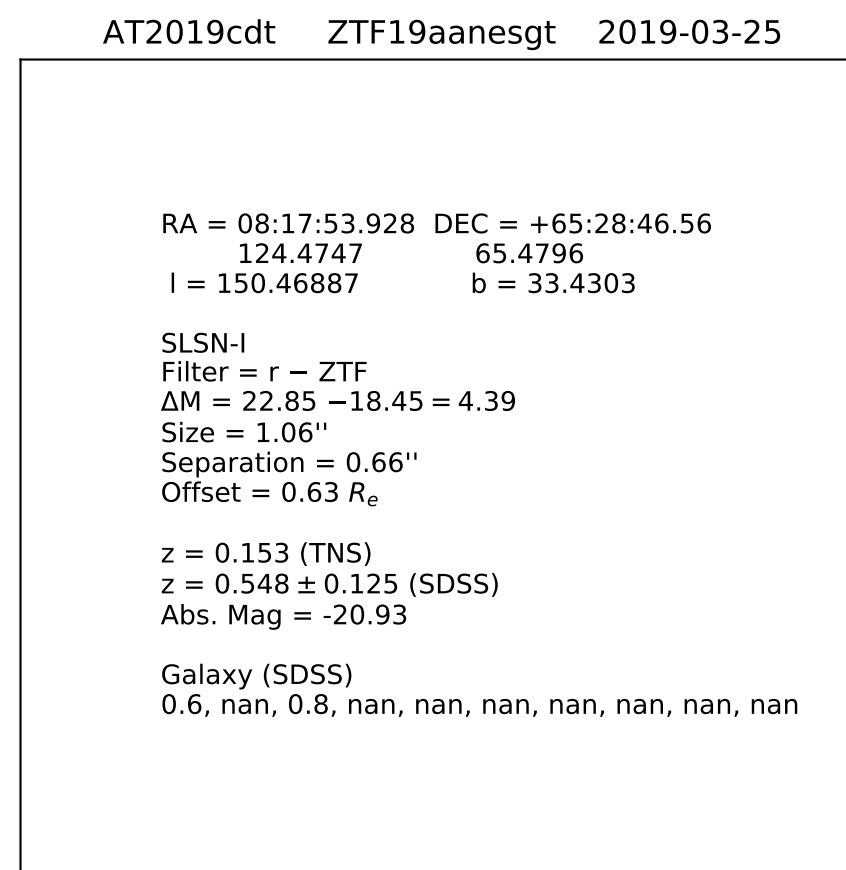 AT2019cdt ZTF19aanesgt 2019-03-25
RA = 08:17:53.928 DEC = +65:28:46.56
124.4747 65.4796
l = 150.46887 b = 33.4303
SLSN-I
Filter = r − ZTF
ΔM = 22.85 −18.45 = 4.39
Size = 1.06''
Separation = 0.66''
Offset = 0.63 Rₑ
z = 0.153 (TNS)
z = 0.548 ± 0.125 (SDSS)
Abs. Mag = -20.93
Galaxy (SDSS)
0.6, nan, 0.8, nan, nan, nan, nan, nan, nan, nan